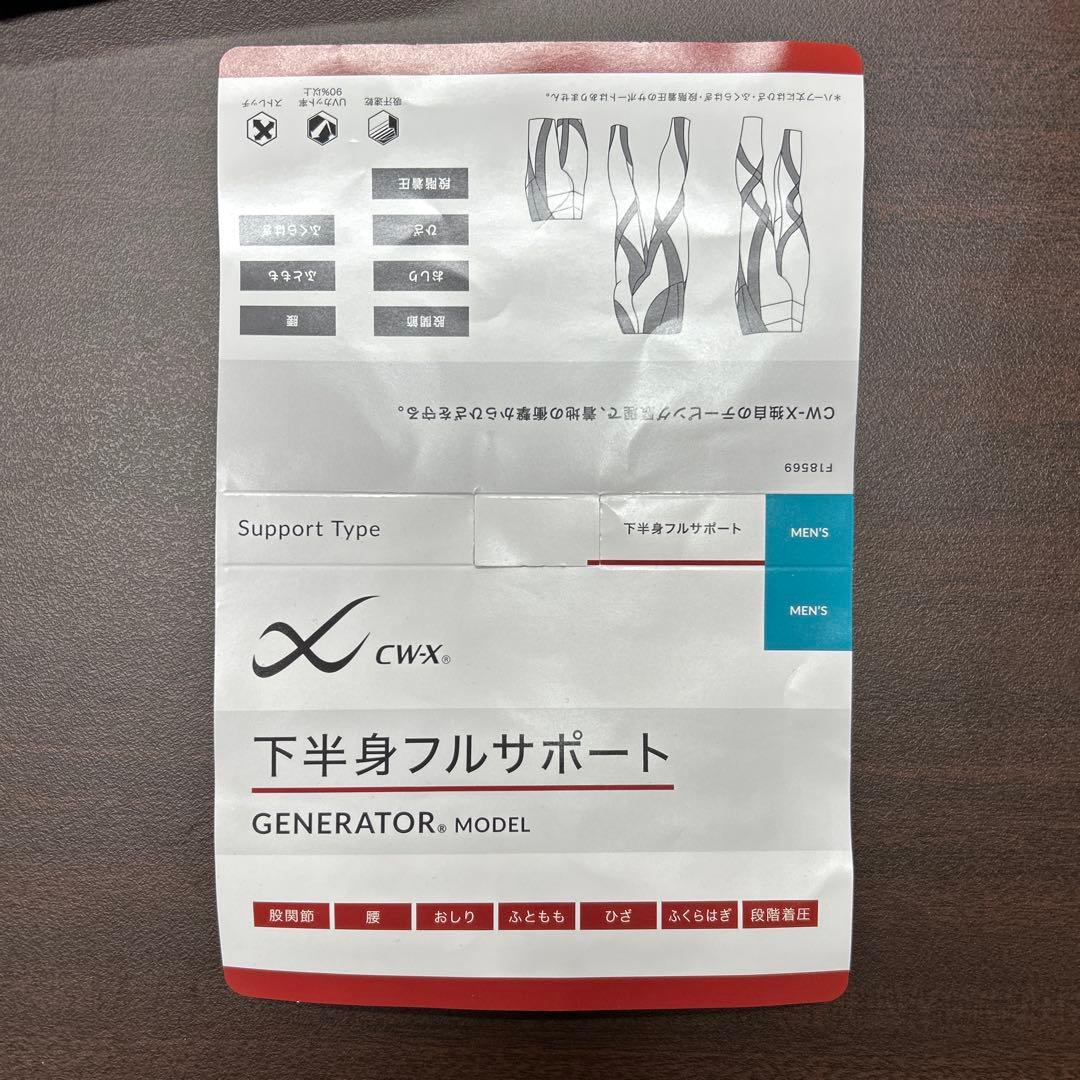 *ハーフ丈にはひざ・ふくらはぎ・段階着圧のサポートはありません。
吸汗速乾
UVカット率
90%以上
ストレッチ
段階着圧
ひざ
ふくらはぎ
おしり
ふともも
股関節
腰
CW-X独自のテーピング原理で、着地の衝撃からひざを守る。
F18569
Support Type
下半身フルサポート
MEN'S
MEN'S
CW-X®
下半身フルサポート
GENERATOR® MODEL
股関節 腰 おしり ふともも ひざ ふくらはぎ 段階着圧